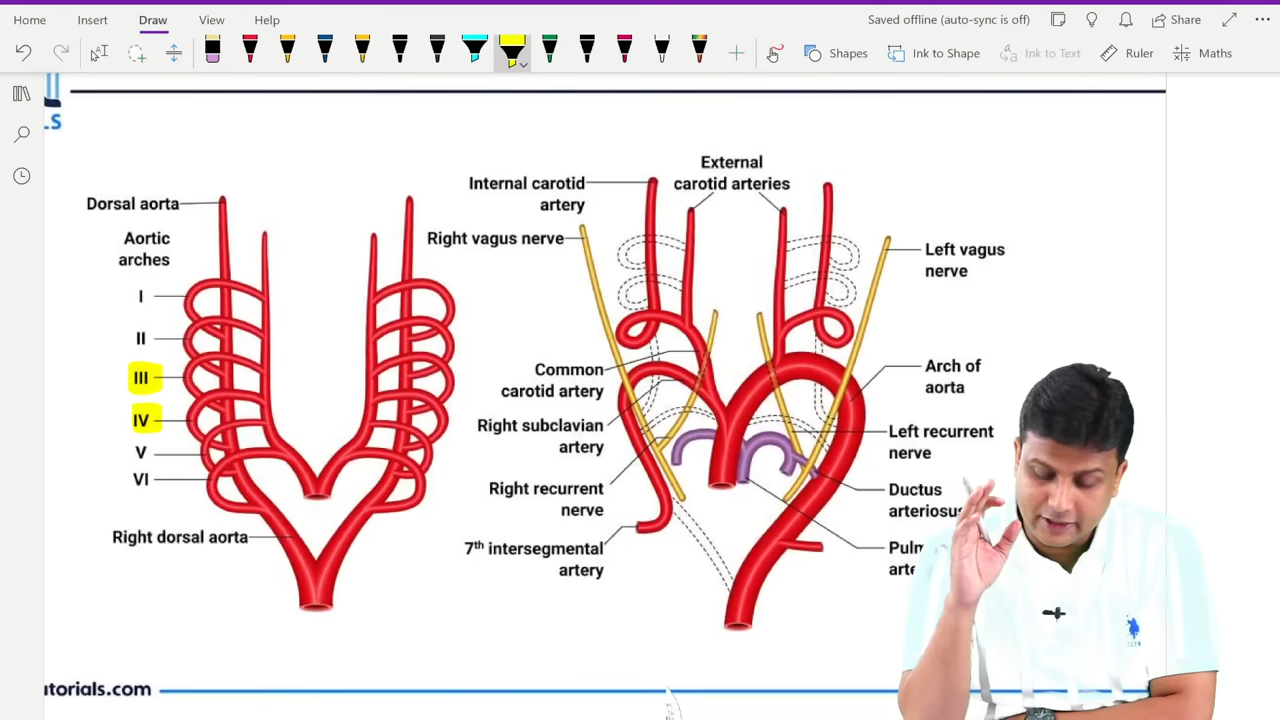 Home Insert Draw View Help
Saved offline (auto-sync is off)
Share
Shapes
Ink to Shape
Ink to Text
Ruler
Maths
LS
External
carotid arteries
Internal carotid
artery
Dorsal aorta
Right vagus nerve
Aortic
arches
Left vagus
nerve
I
II
III
IV
V
VI
Common
carotid artery
Arch of
aorta
Right subclavian
artery
Left recurrent
nerve
Right recurrent
nerve
Ductus
arteriosus
Right dorsal aorta
7th intersegmental
artery
utorials.com